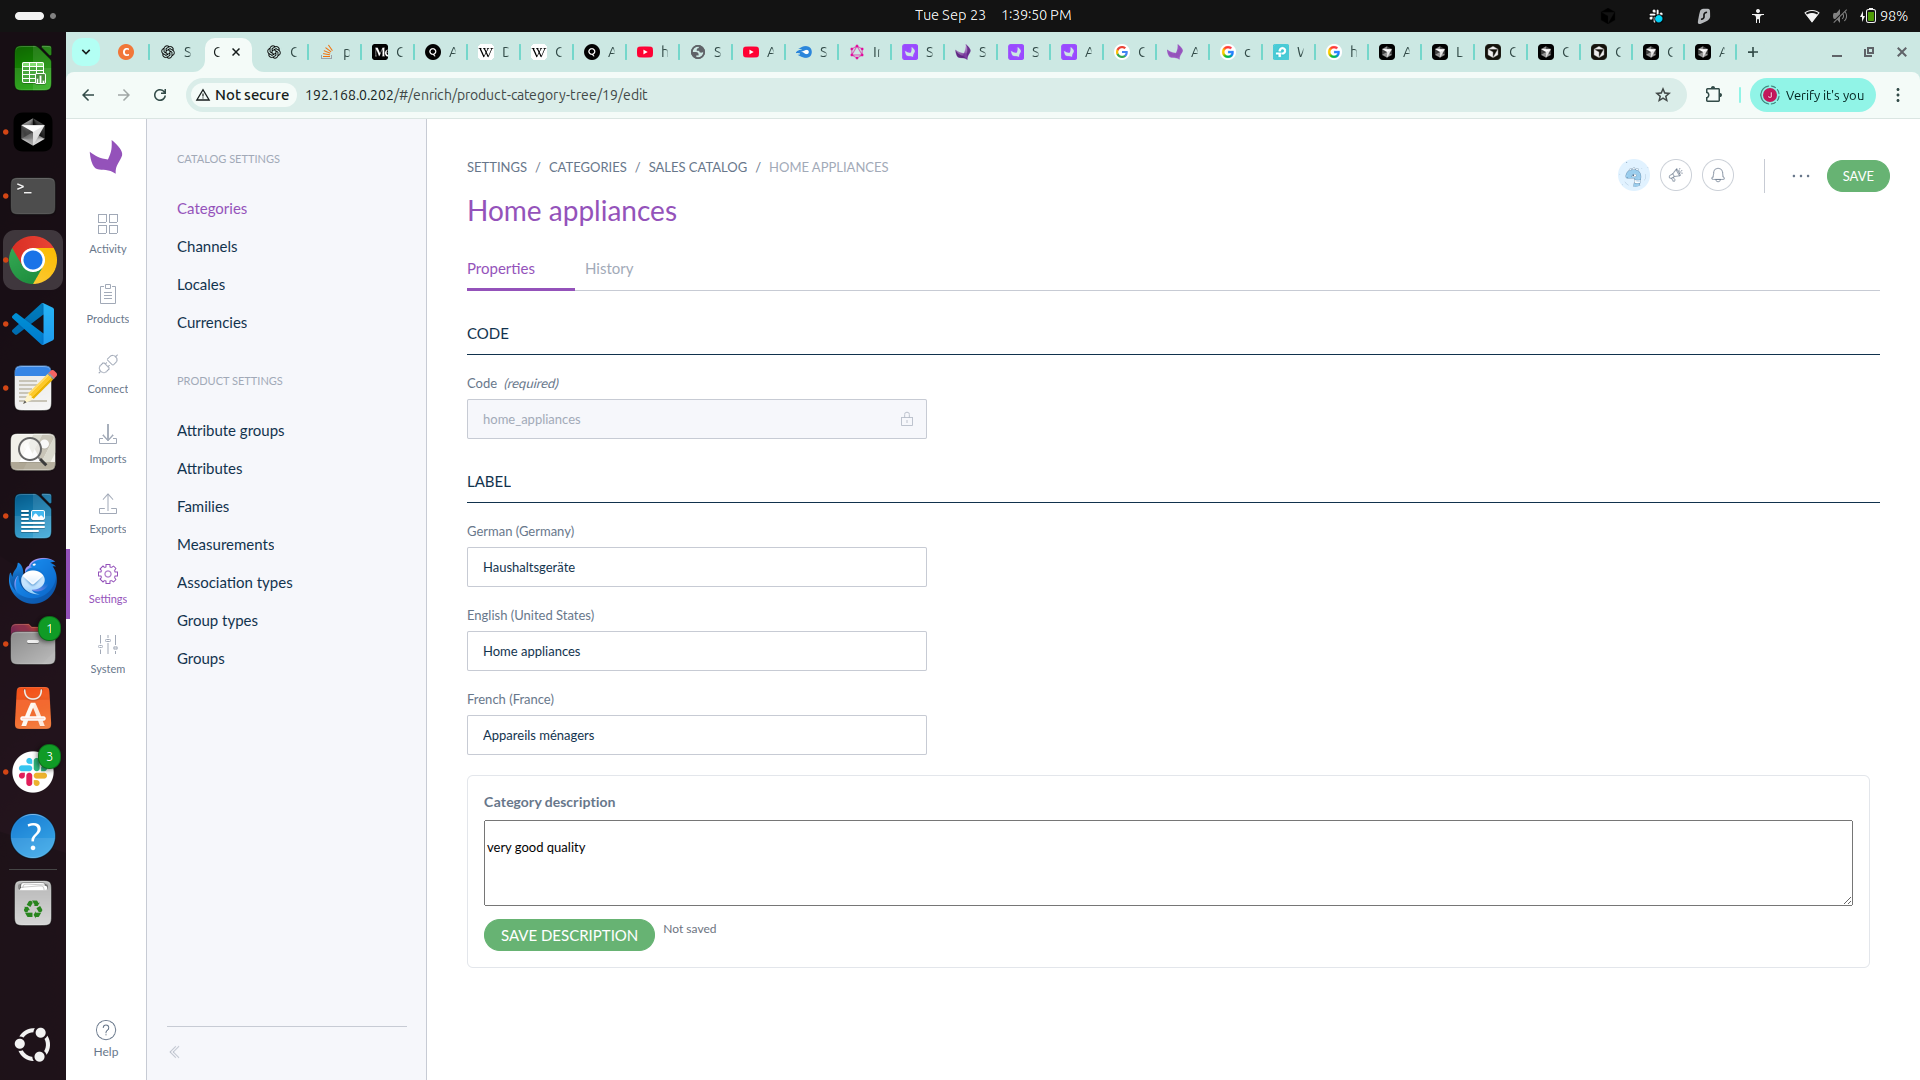 Tue Sep 23 1:39:50 PM
98%
Not secure 192.168.0.202/#/enrich/product-category-tree/19/edit
Verify it's you
Activity
Products
Connect
Imports
Exports
Settings
System
Help
CATALOG SETTINGS
Categories
Channels
Locales
Currencies
PRODUCT SETTINGS
Attribute groups
Attributes
Families
Measurements
Association types
Group types
Groups
SETTINGS / CATEGORIES / SALES CATALOG / HOME APPLIANCES
SAVE
Home appliances
Properties History
CODE
Code (required)
home_appliances
LABEL
German (Germany)
Haushaltsgeräte
English (United States)
Home appliances
French (France)
Appareils ménagers
Category description
very good quality
SAVE DESCRIPTION Not saved
1
3